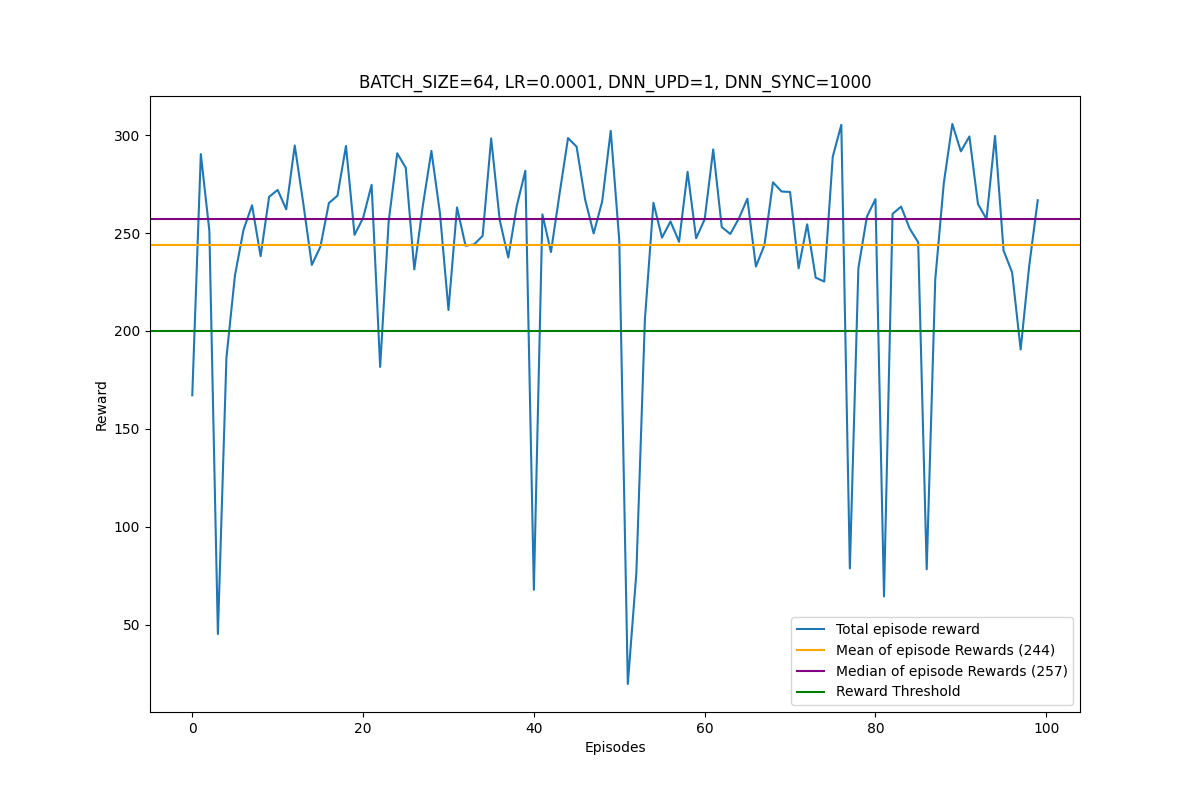 BATCH_SIZE=64, LR=0.0001, DNN_UPD=1, DNN_SYNC=1000
300
250
200
150
100
50
Reward
Total episode reward
Mean of episode Rewards (244)
Median of episode Rewards (257)
Reward Threshold
0 20 40 60 80 100
Episodes